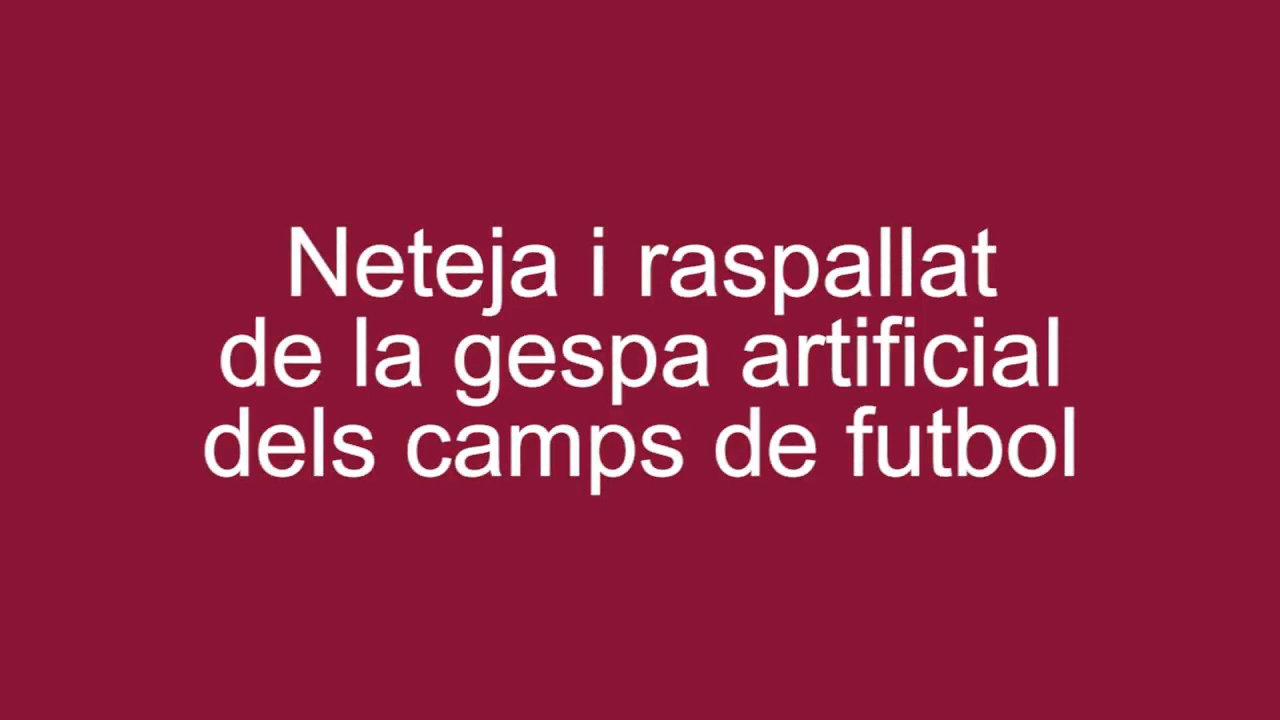 Neteja i raspallat
de la gespa artificial
dels camps de futbol